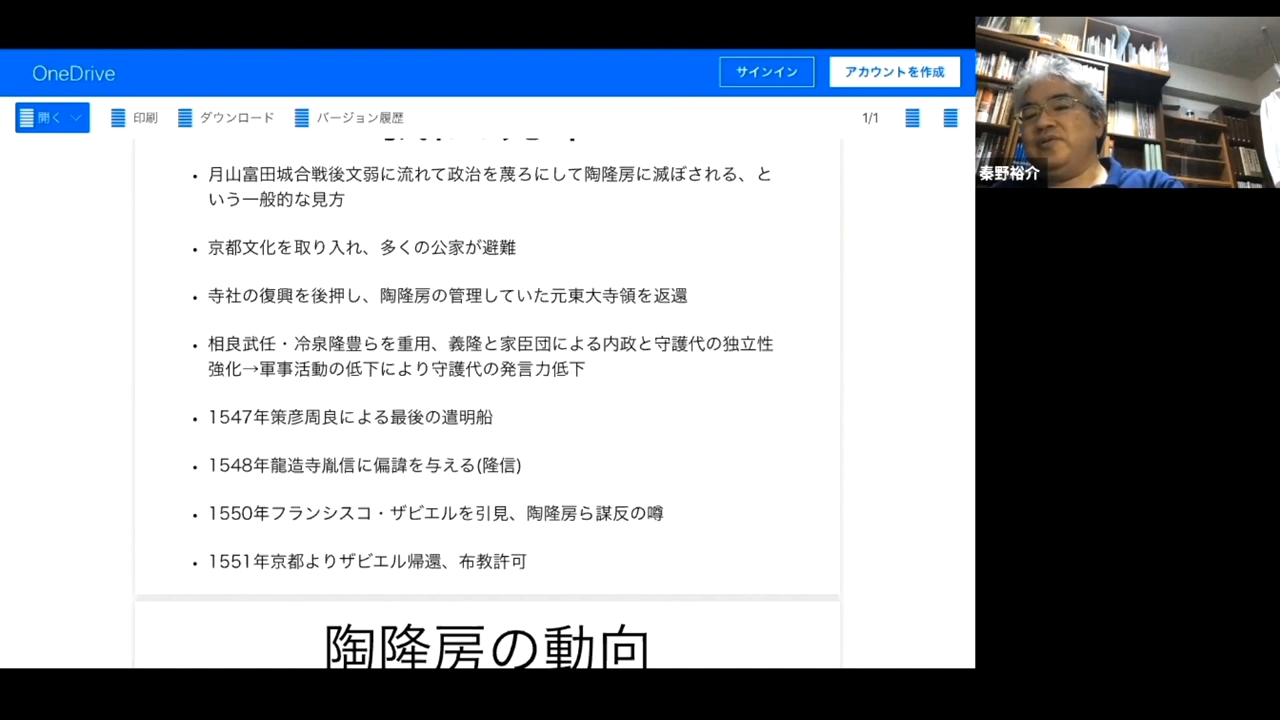 OneDrive
サインイン
アカウントを作成
開く
印刷
ダウンロード
バージョン履歴
1/1
・月山富田城合戦後文弱に流れて政治を蔑ろにして陶隆房に滅ぼされる、と
いう一般的な見方
・京都文化を取り入れ、多くの公家が避難
・寺社の復興を後押し、陶隆房の管理していた元東大寺領を返還
・相良武任・冷泉隆豊らを重用、義隆と家臣団による内政と守護代の独立性
強化→軍事活動の低下により守護代の発言力低下
・1547年策彦周良による最後の遣明船
・1548年龍造寺胤信に偏諱を与える(隆信)
・1550年フランシスコ・ザビエルを引見、陶隆房ら謀反の噂
・1551年京都よりザビエル帰還、布教許可
陶隆房の動向
秦野裕介